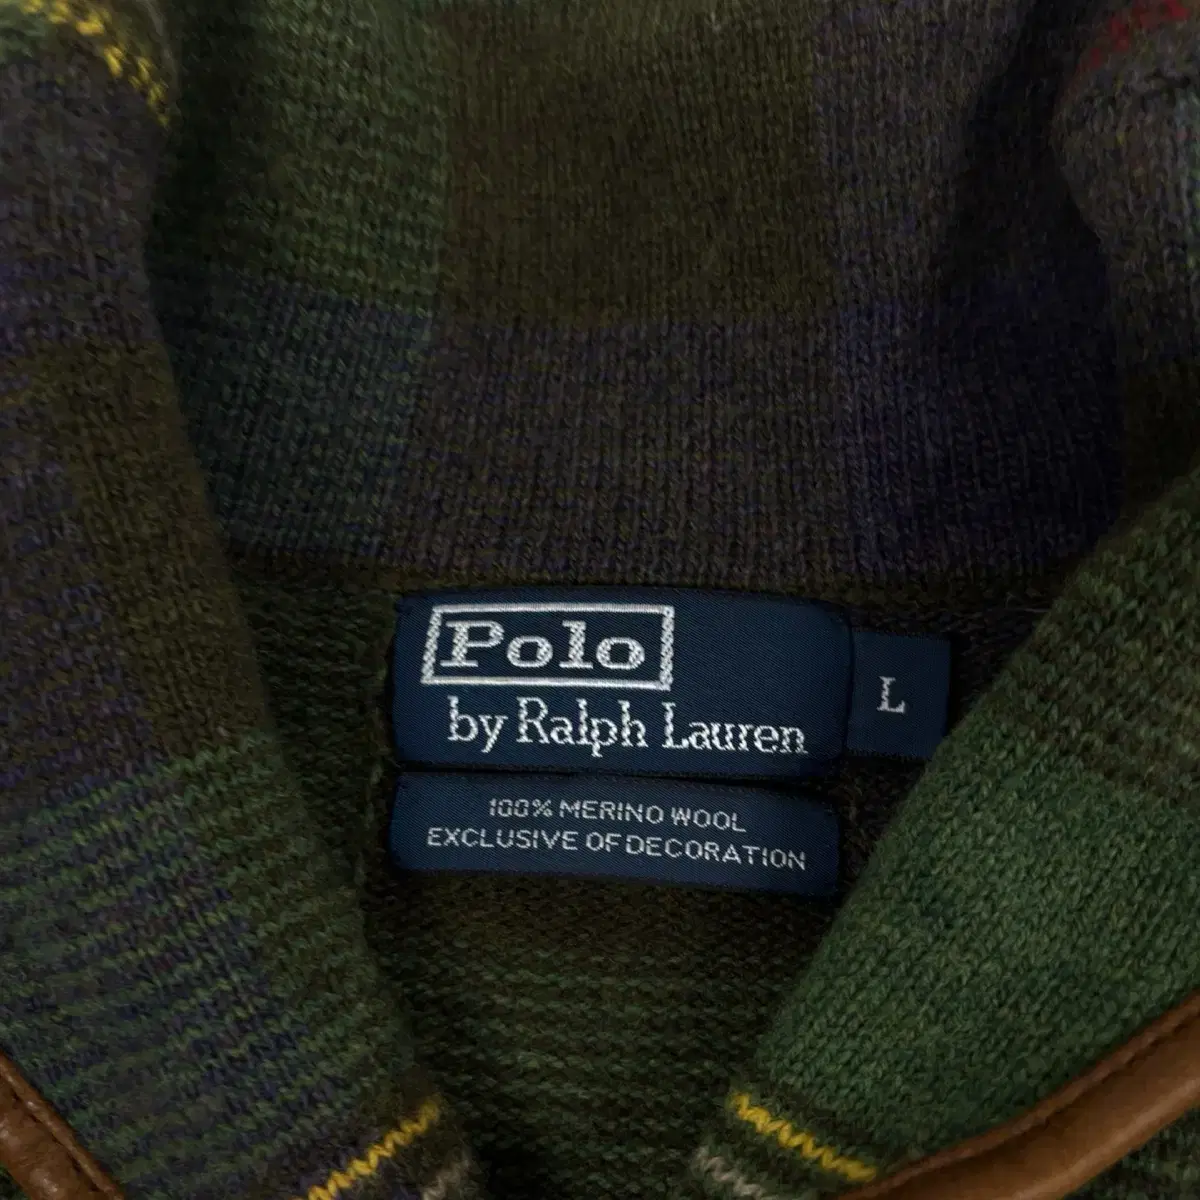 Polo
by Ralph Lauren
L
100% MERINO WOOL
EXCLUSIVE OF DECORATION